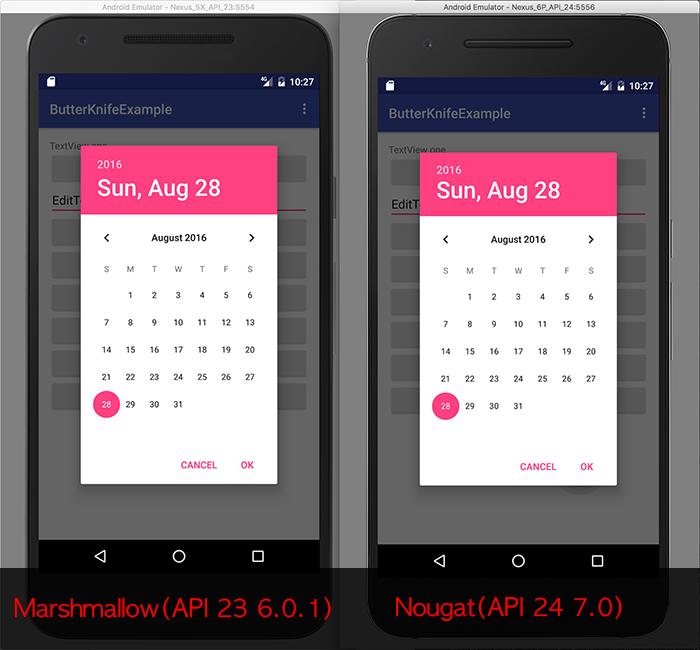 Android Emulator - Nexus_5X_API_23:5554
4G 10:27
ButterKnifeExample
TextView one
2016
Sun, Aug 28
August 2016
S M T W T F S
1 2 3 4 5 6
7 8 9 10 11 12 13
14 15 16 17 18 19 20
21 22 23 24 25 26 27
28 29 30 31
CANCEL OK
Marshmallow(API 23 6.0.1)
Android Emulator - Nexus_6P_API_24:5556
4G 10:27
ButterKnifeExample
TextView one
2016
Sun, Aug 28
August 2016
S M T W T F S
1 2 3 4 5 6
7 8 9 10 11 12 13
14 15 16 17 18 19 20
21 22 23 24 25 26 27
28 29 30 31
CANCEL OK
Nougat(API 24 7.0)